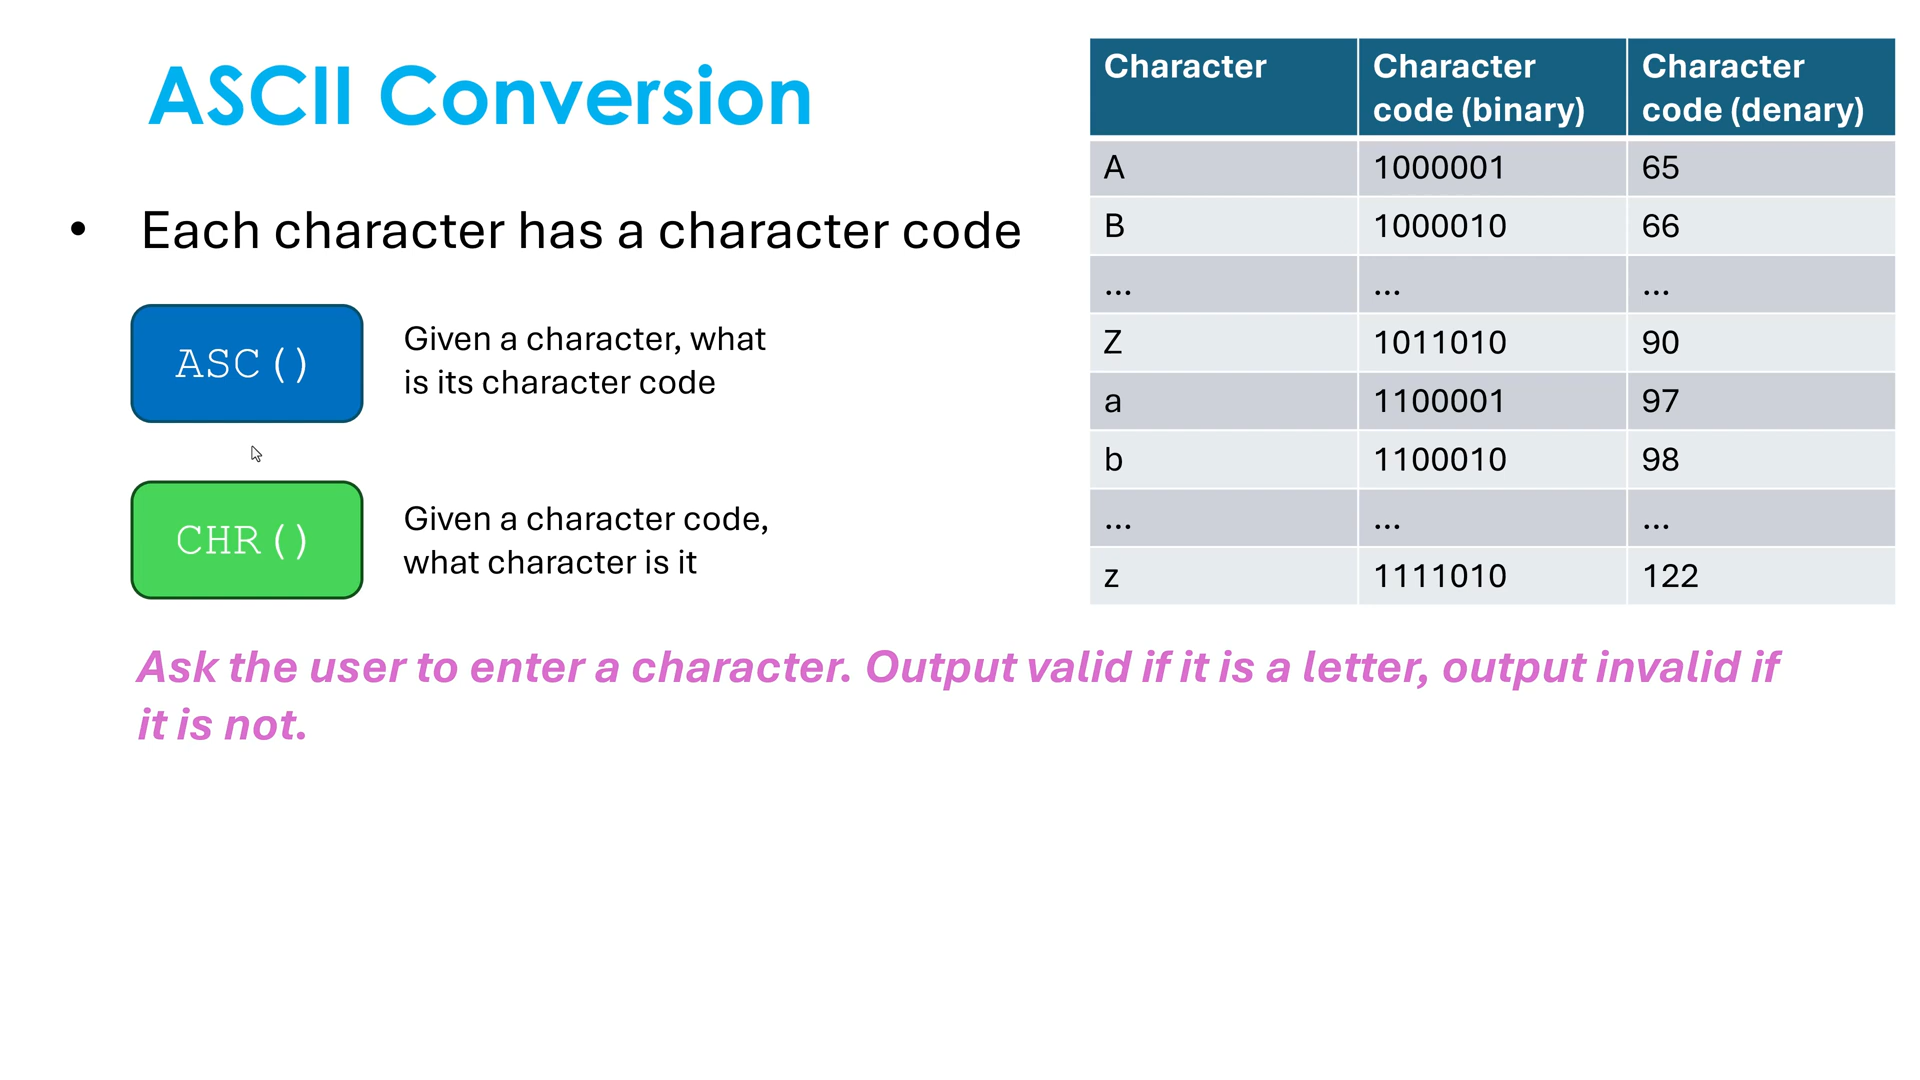 ASCII Conversion
• Each character has a character code
ASC()
Given a character, what
is its character code
CHR()
Given a character code,
what character is it
Character | Character code (binary) | Character code (denary)
A | 1000001 | 65
B | 1000010 | 66
... | ... | ...
Z | 1011010 | 90
a | 1100001 | 97
b | 1100010 | 98
... | ... | ...
z | 1111010 | 122
Ask the user to enter a character. Output valid if it is a letter, output invalid if
it is not.